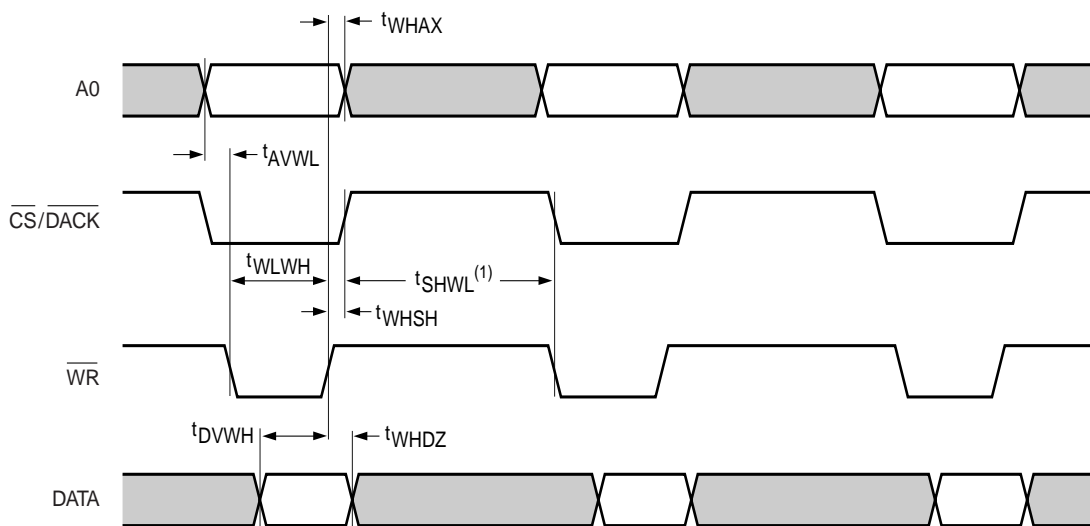 tWHAX
A0
tAVWL
CS/DACK
tWLWH
tSHWL(1)
tWHSH
WR
tDVWH
tWHDZ
DATA